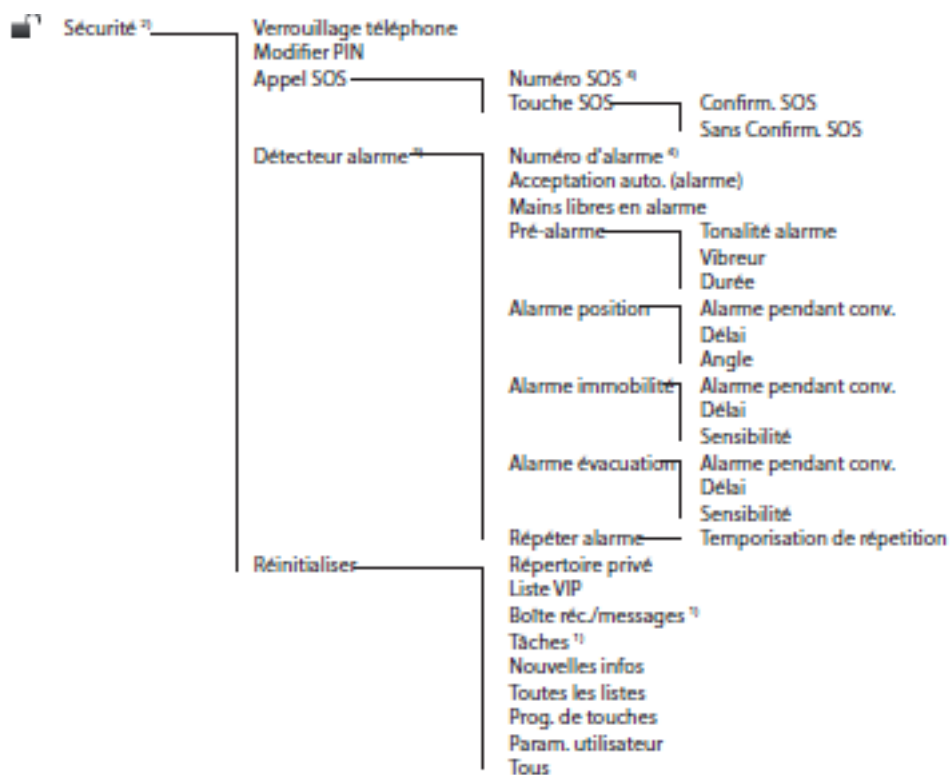 Sécurité ²⁾
Verrouillage téléphone
Modifier PIN
Appel SOS
Numéro SOS ⁴⁾
Touche SOS
Confirm. SOS
Sans Confirm. SOS
Détecteur alarme
Numéro d'alarme ⁴⁾
Acceptation auto. (alarme)
Mains libres en alarme
Pré-alarme
Tonalité alarme
Vibreur
Durée
Alarme position
Alarme pendant conv.
Délai
Angle
Alarme immobilité
Alarme pendant conv.
Délai
Sensibilité
Alarme évacuation
Alarme pendant conv.
Délai
Sensibilité
Répéter alarme
Temporisation de répetition
Réinitialiser
Répertoire privé
Liste VIP
Boîte réc./messages ¹⁾
Tâches ¹⁾
Nouvelles infos
Toutes les listes
Prog. de touches
Param. utilisateur
Tous